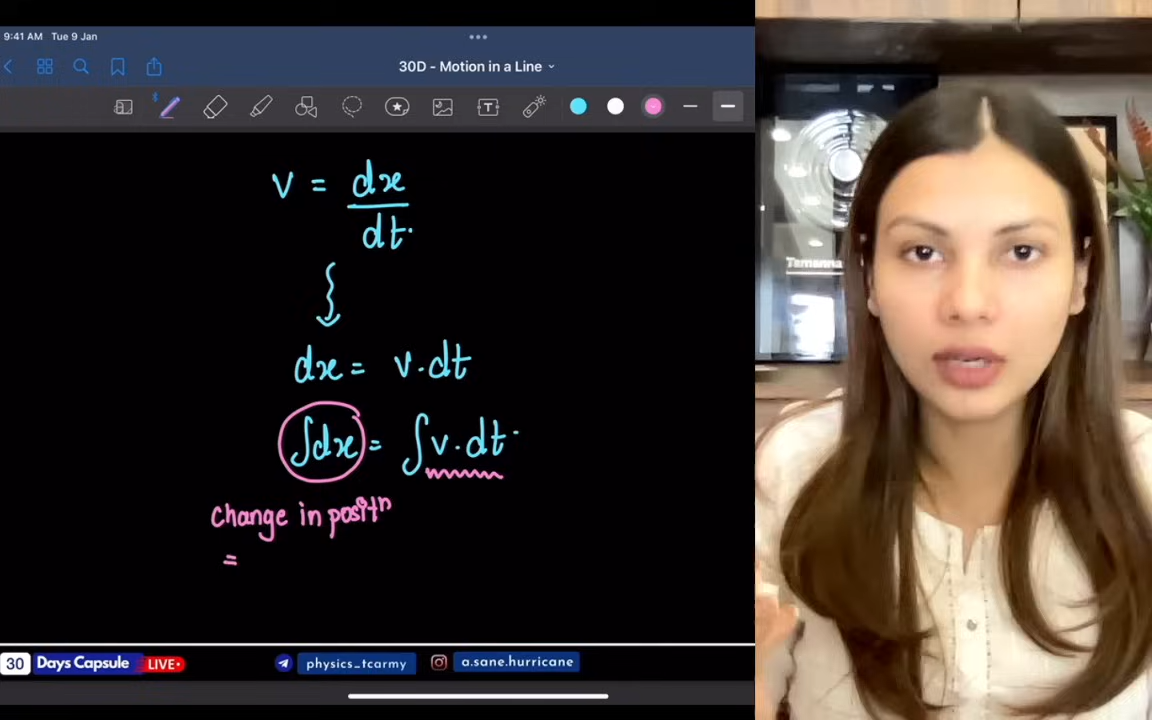 9:41 AM Tue 9 Jan
30D - Motion in a Line
T
v = dx
dt.
dx = v.dt
∫dx = ∫v.dt.
change in positⁿ
=
Tamanna
30 Days Capsule LIVE
physics_tcarmy
a.sane.hurricane